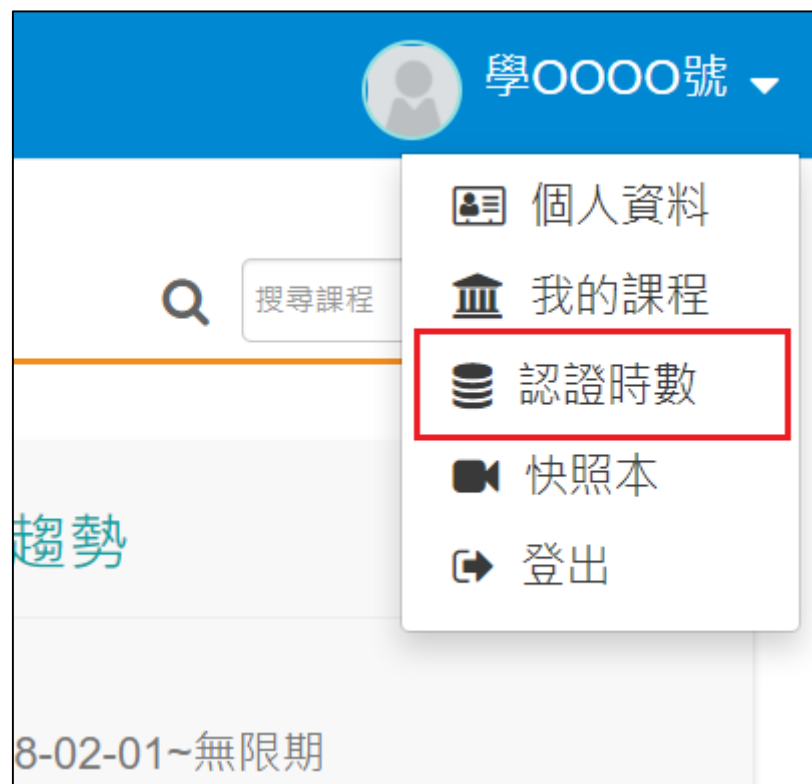 學OOOO號
個人資料
搜尋課程
我的課程
認證時數
快照本
趨勢
登出
8-02-01~無限期